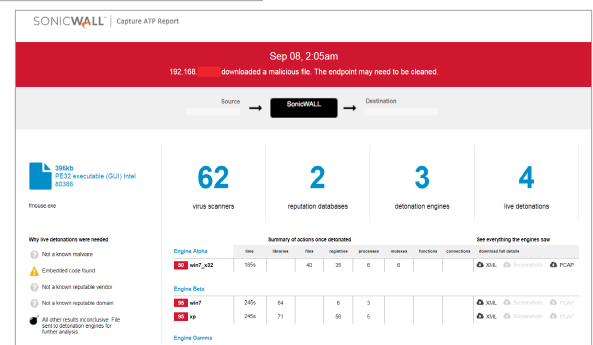 SONICWALL | Capture ATP Report
Sep 08, 2:05am
192.168. downloaded a malicious file. The endpoint may need to be cleaned.
Source → SonicWALL → Destination
396kb
PE32 executable (GUI) Intel
80386
62 2 3 4
fmouse.exe virus scanners reputation databases detonation engines live detonations
Why live detonations were needed Summary of actions once detonated See everything the engines saw
Engine Alpha time libraries files registries processes mutexes functions connections download full details
Not a known malware
50 win7_x32 185s 40 35 6 6 XML Screenshots PCAP
Embedded code found
Engine Beta
Not a known reputable vendor
95 win7 245s 64 6 3 XML Screenshots PCAP
Not a known reputable domain
95 xp 245s 71 56 5 XML Screenshots PCAP
All other results inconclusive. File
sent to detonation engines for
further analysis.
Engine Gamma